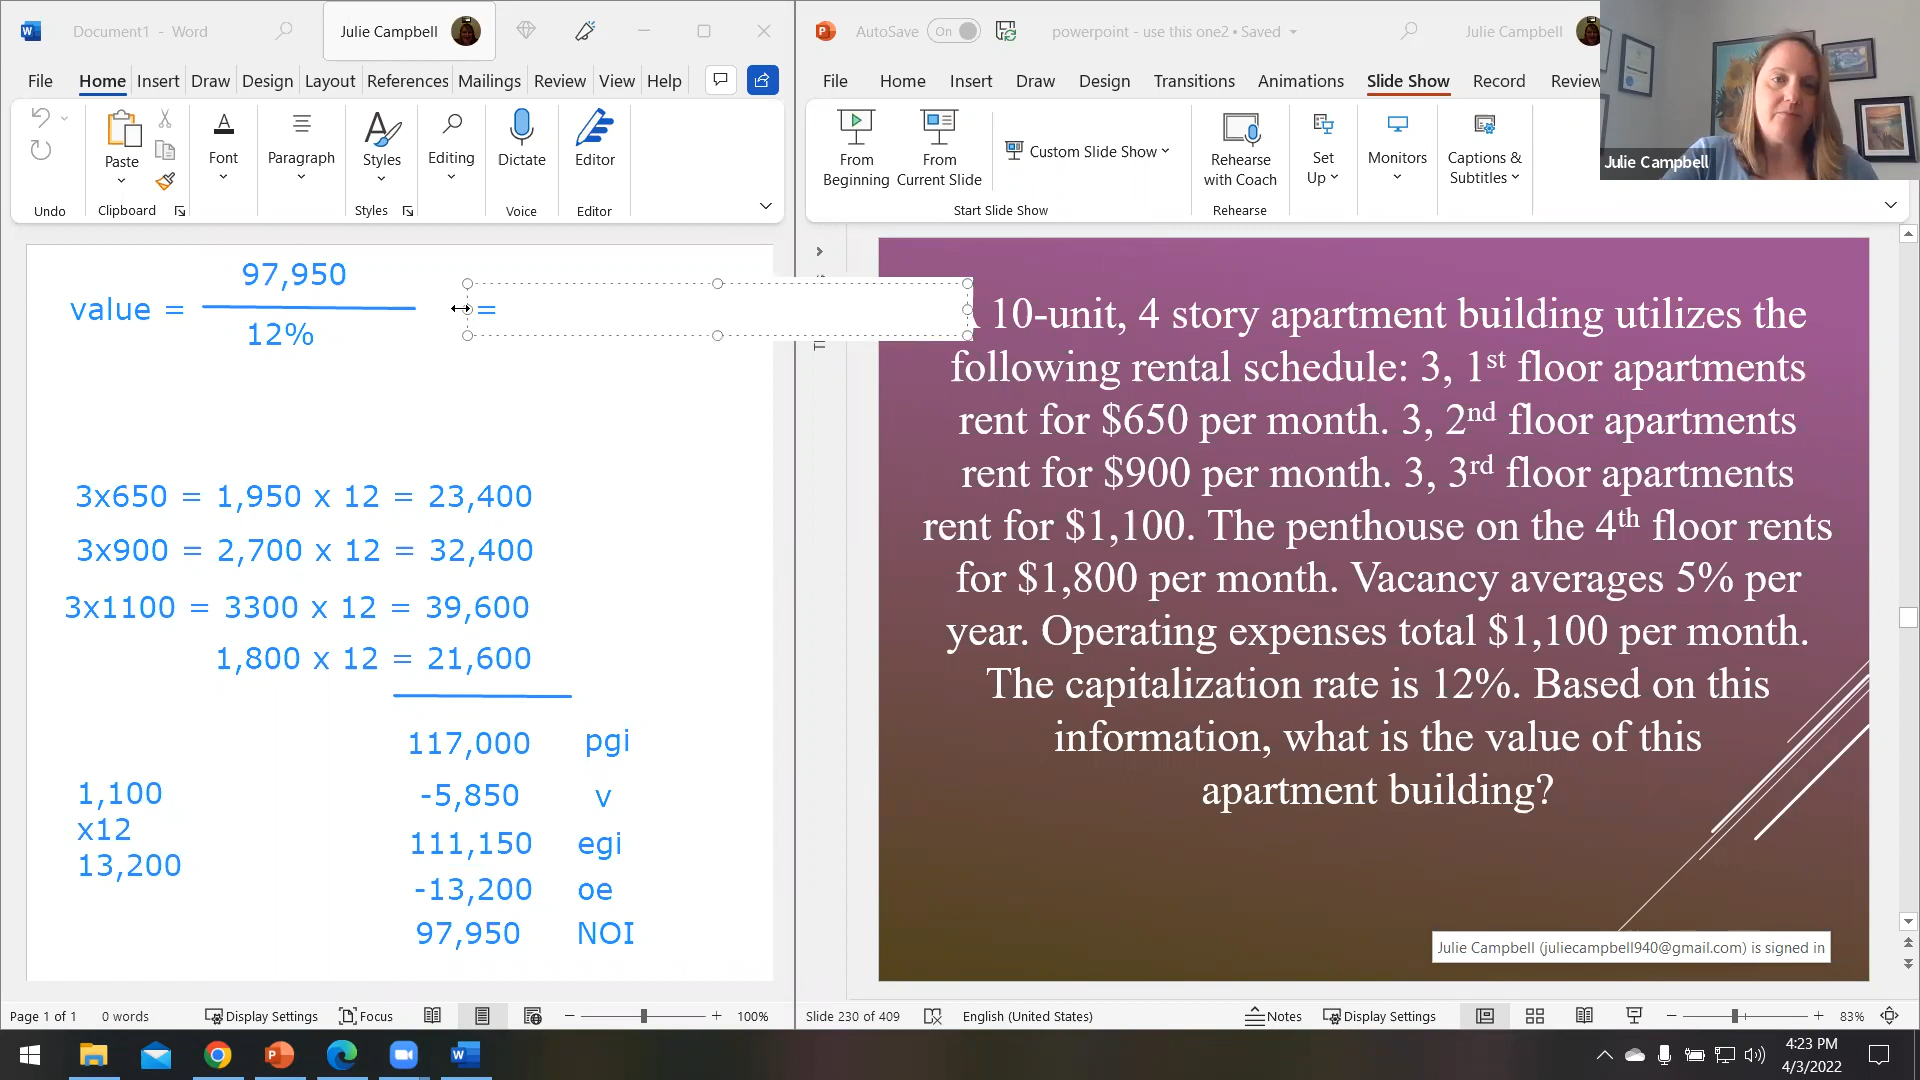 Document1 - Word
Julie Campbell
File Home Insert Draw Design Layout References Mailings Review View Help
Paste
Font
Paragraph
Styles
Editing
Dictate
Editor
Undo
Clipboard
Styles
Voice
Editor
value =
97,950
12%
=
3x650 = 1,950 x 12 = 23,400
3x900 = 2,700 x 12 = 32,400
3x1100 = 3300 x 12 = 39,600
1,800 x 12 = 21,600
117,000 pgi
-5,850 v
111,150 egi
-13,200 oe
97,950 NOI
1,100
x12
13,200
Page 1 of 1 0 words Display Settings Focus 100%
AutoSave On powerpoint - use this one2 • Saved Julie Campbell
File Home Insert Draw Design Transitions Animations Slide Show Record Review
From Beginning
From Current Slide
Custom Slide Show
Rehearse with Coach
Set Up
Monitors
Captions & Subtitles
Start Slide Show
Rehearse
Julie Campbell
10-unit, 4 story apartment building utilizes the
following rental schedule: 3, 1st floor apartments
rent for $650 per month. 3, 2nd floor apartments
rent for $900 per month. 3, 3rd floor apartments
rent for $1,100. The penthouse on the 4th floor rents
for $1,800 per month. Vacancy averages 5% per
year. Operating expenses total $1,100 per month.
The capitalization rate is 12%. Based on this
information, what is the value of this
apartment building?
Julie Campbell (juliecampbell940@gmail.com) is signed in
Slide 230 of 409 English (United States) Notes Display Settings 83%
4:23 PM
4/3/2022